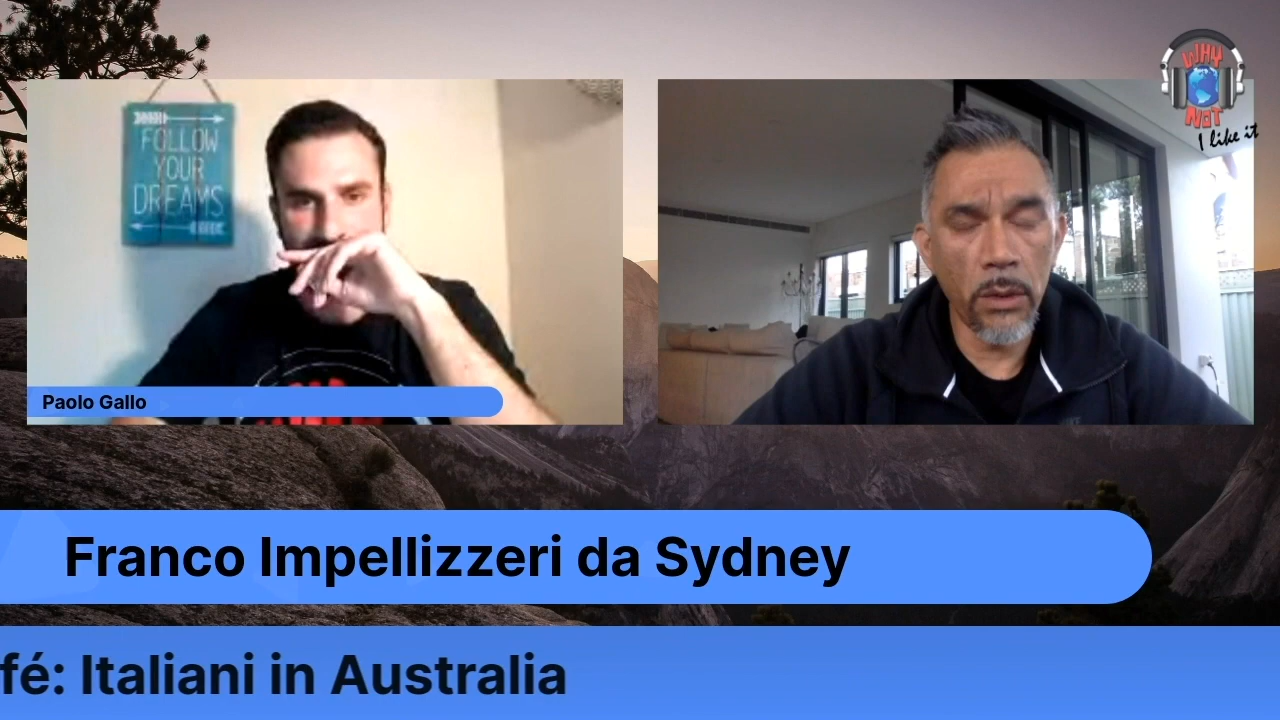 FOLLOW
YOUR
DREAMS
WHY
NOT
I like it
Paolo Gallo
Franco Impellizzeri da Sydney
fé: Italiani in Australia